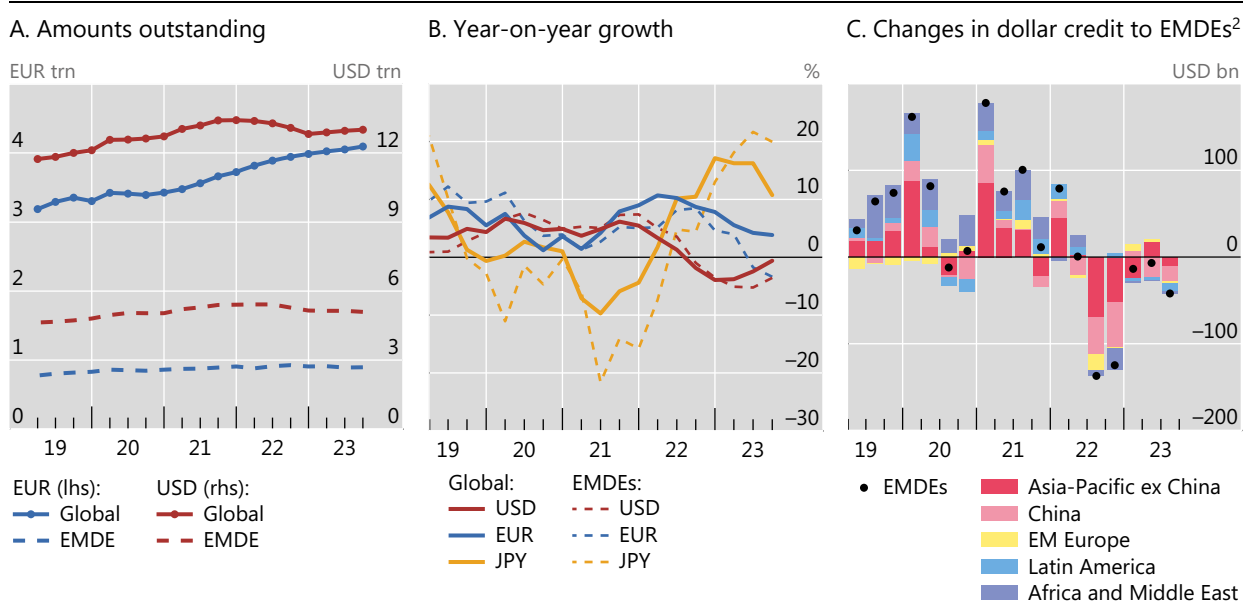 A. Amounts outstanding
EUR trn USD trn
4 12
3 9
2 6
1 3
0 0
19 20 21 22 23
EUR (lhs): USD (rhs):
Global Global
EMDE EMDE
B. Year-on-year growth
%
20
10
0
–10
–20
–30
19 20 21 22 23
Global: EMDEs:
USD USD
EUR EUR
JPY JPY
C. Changes in dollar credit to EMDEs²
USD bn
100
0
–100
–200
19 20 21 22 23
EMDEs
Asia-Pacific ex China
China
EM Europe
Latin America
Africa and Middle East